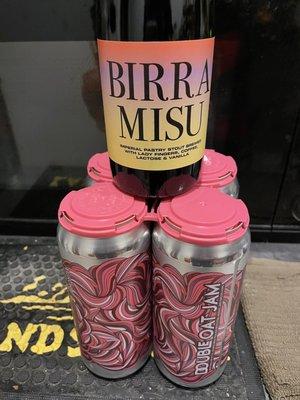 BIRRA
MISU
IMPERIAL PASTRY STOUT BREWED
WITH LADY FINGERS, COFFEE,
LACTOSE & VANILLA
DOUBLE OAT JAM